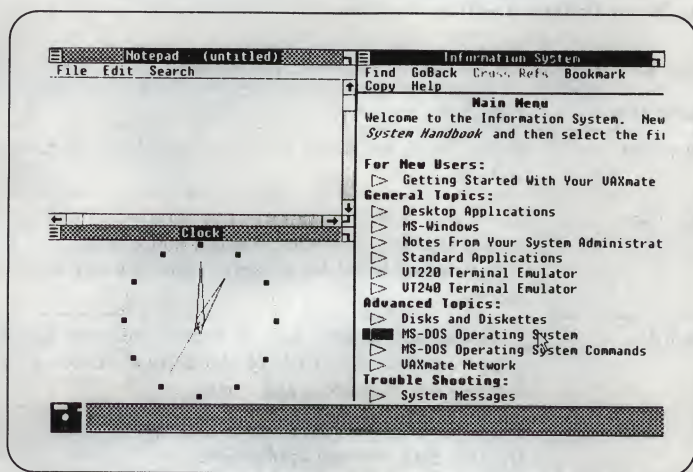 Notepad - (untitled)
File Edit Search
Clock
Information System
Find GoBack Cross Refs Bookmark
Copy Help
Main Menu
Welcome to the Information System. New
System Handbook and then select the fi
For New Users:
Getting Started With Your VAXmate
General Topics:
Desktop Applications
MS-Windows
Notes From Your System Administrat
Standard Applications
VT220 Terminal Emulator
VT240 Terminal Emulator
Advanced Topics:
Disks and Diskettes
MS-DOS Operating System
MS-DOS Operating System Commands
VAXmate Network
Trouble Shooting:
System Messages